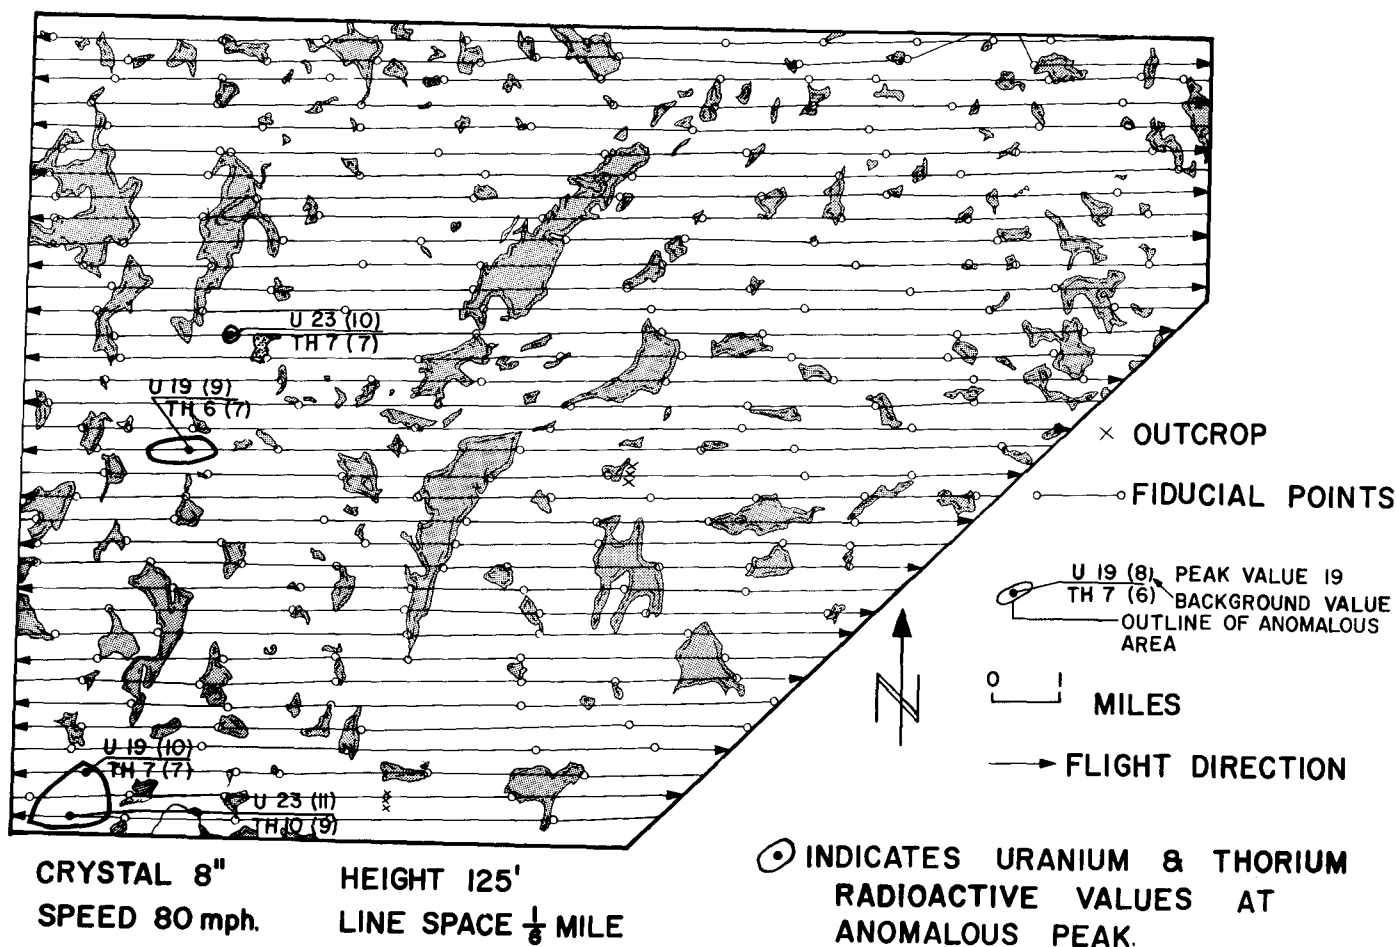 U 23 (10)
TH 7 (7)
U 19 (9)
TH 6 (7)
× OUTCROP
FIDUCIAL POINTS
U 19 (8) PEAK VALUE 19
TH 7 (6) BACKGROUND VALUE
OUTLINE OF ANOMALOUS
AREA
N
0 1
MILES
FLIGHT DIRECTION
U 19 (10)
TH 7 (7)
U 23 (11)
TH 10 (9)
CRYSTAL 8"
SPEED 80 mph.
HEIGHT 125'
LINE SPACE 1/6 MILE
INDICATES URANIUM & THORIUM
RADIOACTIVE VALUES AT
ANOMALOUS PEAK.